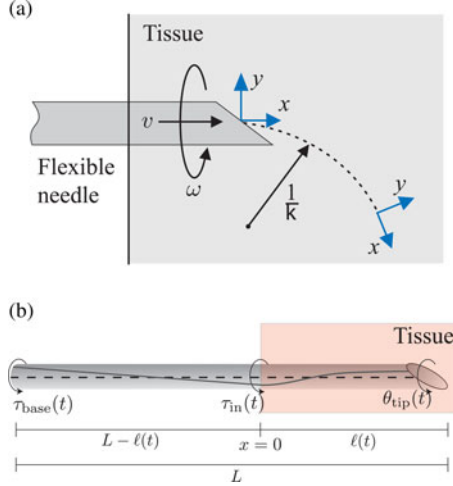 (a)
Tissue
y
x
v
ω
Flexible
needle
1/k
y
x
(b)
Tissue
τbase(t)
τin(t)
θtip(t)
L − ℓ(t)
x = 0
ℓ(t)
L